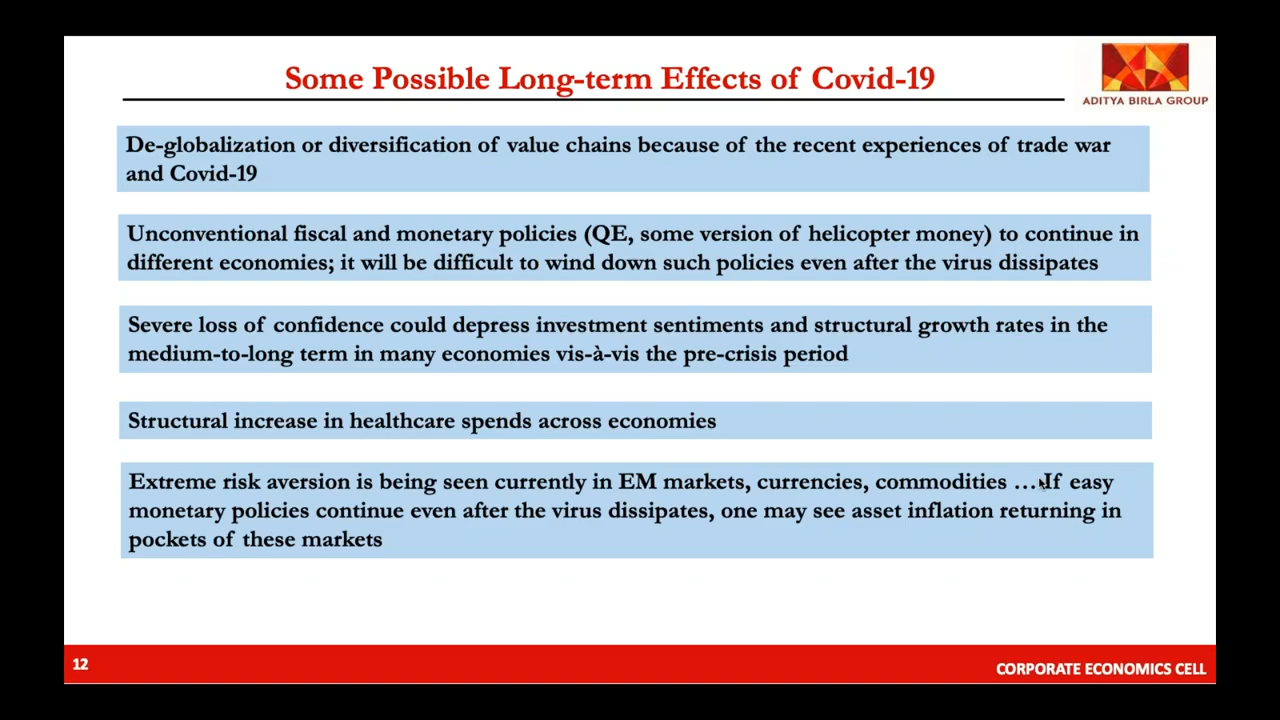 Some Possible Long-term Effects of Covid-19
ADITYA BIRLA GROUP
De-globalization or diversification of value chains because of the recent experiences of trade war
and Covid-19
Unconventional fiscal and monetary policies (QE, some version of helicopter money) to continue in
different economies; it will be difficult to wind down such policies even after the virus dissipates
Severe loss of confidence could depress investment sentiments and structural growth rates in the
medium-to-long term in many economies vis-à-vis the pre-crisis period
Structural increase in healthcare spends across economies
Extreme risk aversion is being seen currently in EM markets, currencies, commodities …If easy
monetary policies continue even after the virus dissipates, one may see asset inflation returning in
pockets of these markets
12
CORPORATE ECONOMICS CELL